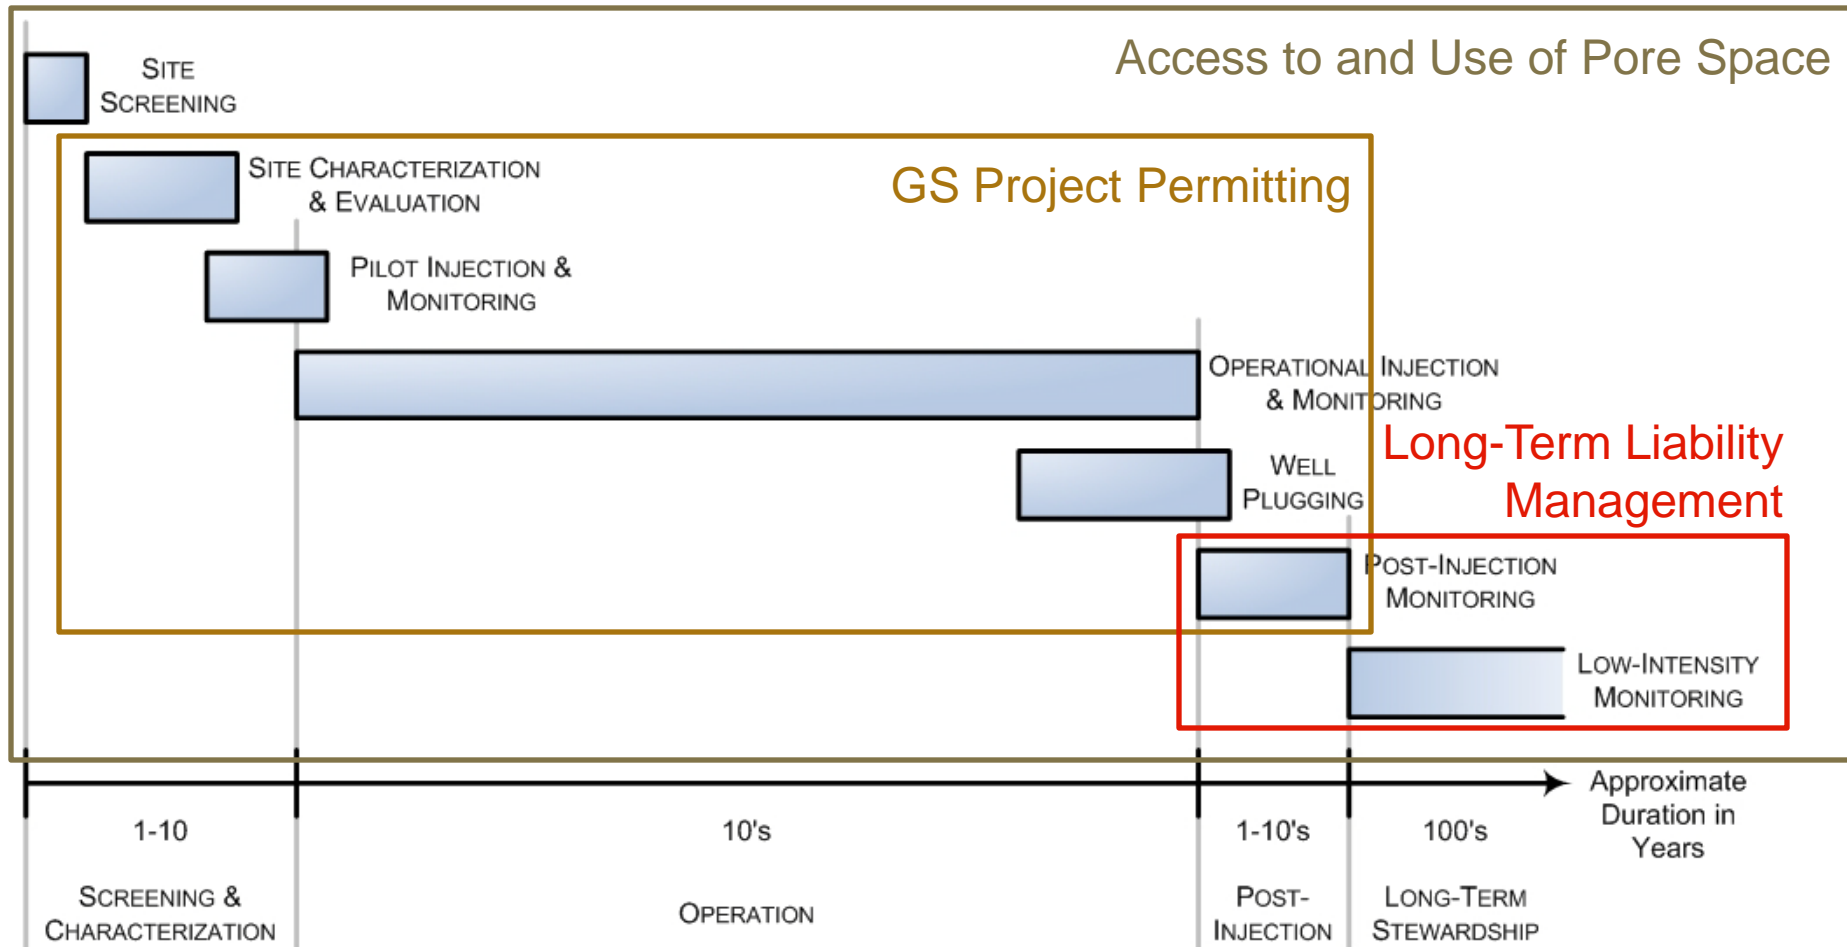 Access to and Use of Pore Space
SITE
SCREENING
GS Project Permitting
SITE CHARACTERIZATION
& EVALUATION
PILOT INJECTION &
MONITORING
OPERATIONAL INJECTION
& MONITORING
Long-Term Liability
Management
WELL
PLUGGING
POST-INJECTION
MONITORING
LOW-INTENSITY
MONITORING
Approximate
Duration in
Years
1-10
10's
1-10's
100's
SCREENING &
CHARACTERIZATION
OPERATION
POST-
INJECTION
LONG-TERM
STEWARDSHIP